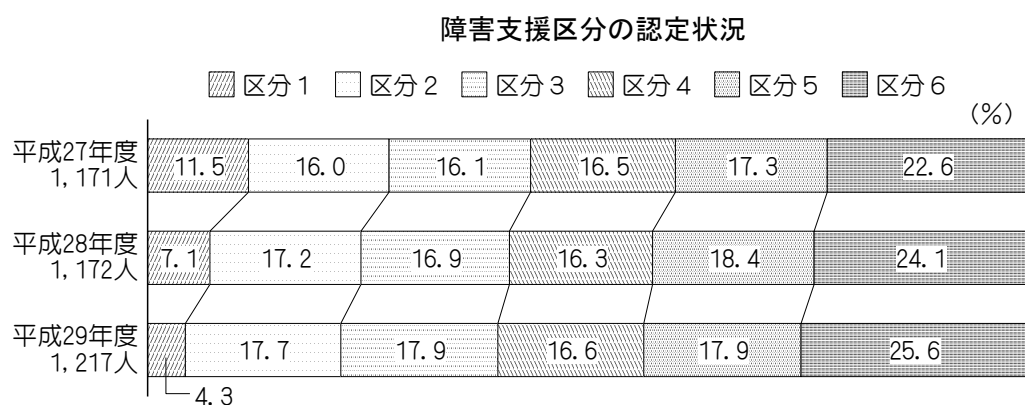 障害支援区分の認定状況
区分1 区分2 区分3 区分4 区分5 区分6
(%)
平成27年度
1,171人
11.5 16.0 16.1 16.5 17.3 22.6
平成28年度
1,172人
7.1 17.2 16.9 16.3 18.4 24.1
平成29年度
1,217人
17.7 17.9 16.6 17.9 25.6
4.3